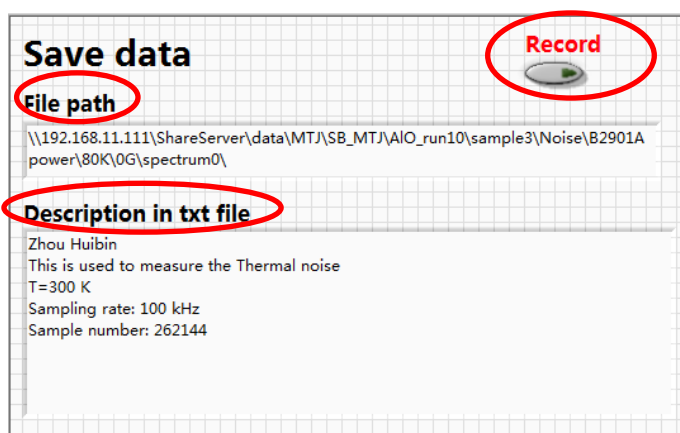 Save data
Record
File path
\\192.168.11.111\ShareServer\data\MTJ\SB_MTJ\AlO_run10\sample3\Noise\B2901A
power\80K\0G\spectrum0\
Description in txt file
Zhou Huibin
This is used to measure the Thermal noise
T=300 K
Sampling rate: 100 kHz
Sample number: 262144